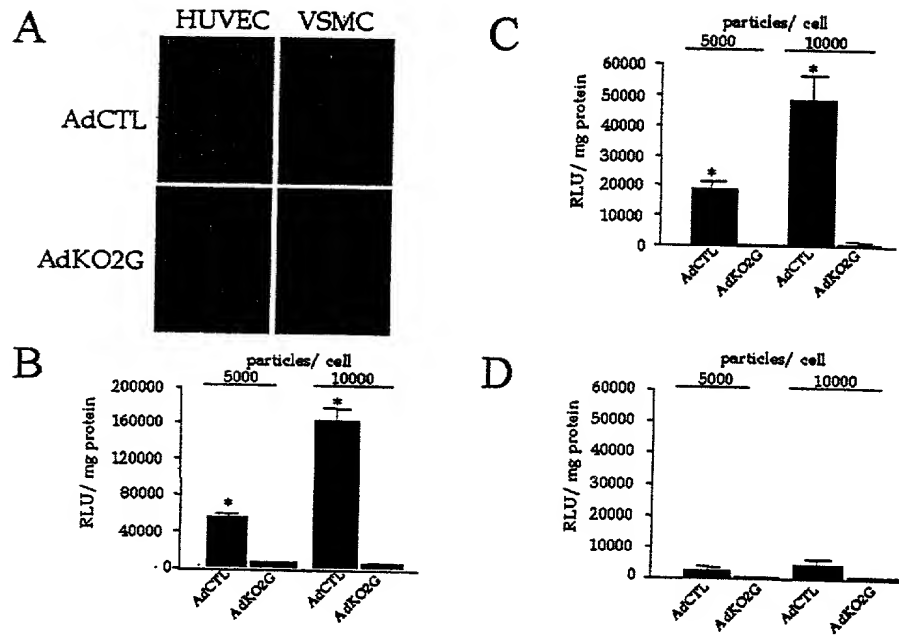 A
HUVEC VSMC
AdCTL
AdKO2G
B
particles/ cell
5000 10000
200000
160000
120000
80000
40000
0
RLU/ mg protein
AdCTL AdKO2G AdCTL AdKO2G
* *
C
particles/ cell
5000 10000
60000
50000
40000
30000
20000
10000
0
RLU/ mg protein
AdCTL AdKO2G AdCTL AdKO2G
* *
D
particles/ cell
5000 10000
60000
50000
40000
30000
20000
10000
0
RLU/ mg protein
AdCTL AdKO2G AdCTL AdKO2G